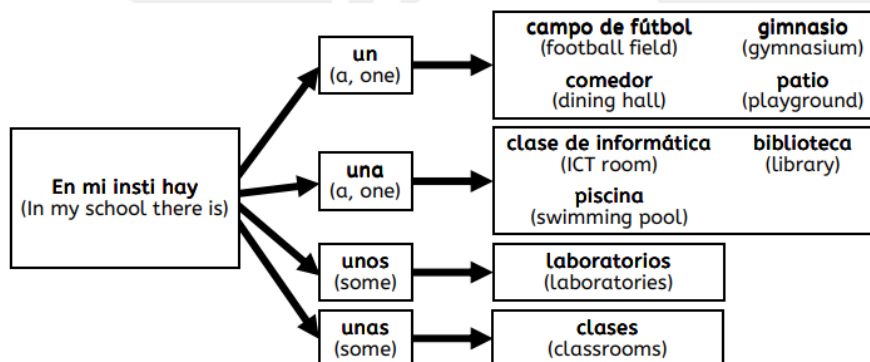 En mi insti hay
(In my school there is)
un
(a, one)
campo de fútbol
(football field)
gimnasio
(gymnasium)
comedor
(dining hall)
patio
(playground)
una
(a, one)
clase de informática
(ICT room)
biblioteca
(library)
piscina
(swimming pool)
unos
(some)
laboratorios
(laboratories)
unas
(some)
clases
(classrooms)